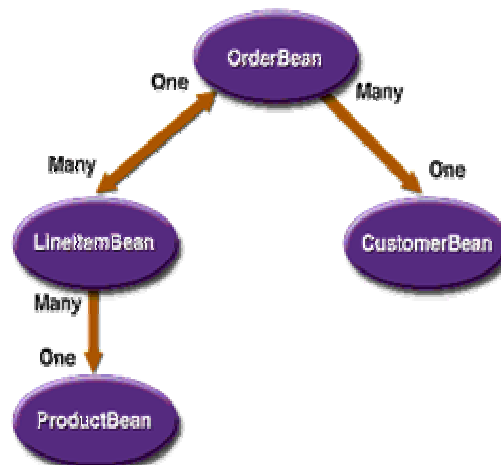 OrderBean
One
Many
Many
One
LineItemBean
CustomerBean
Many
One
ProductBean